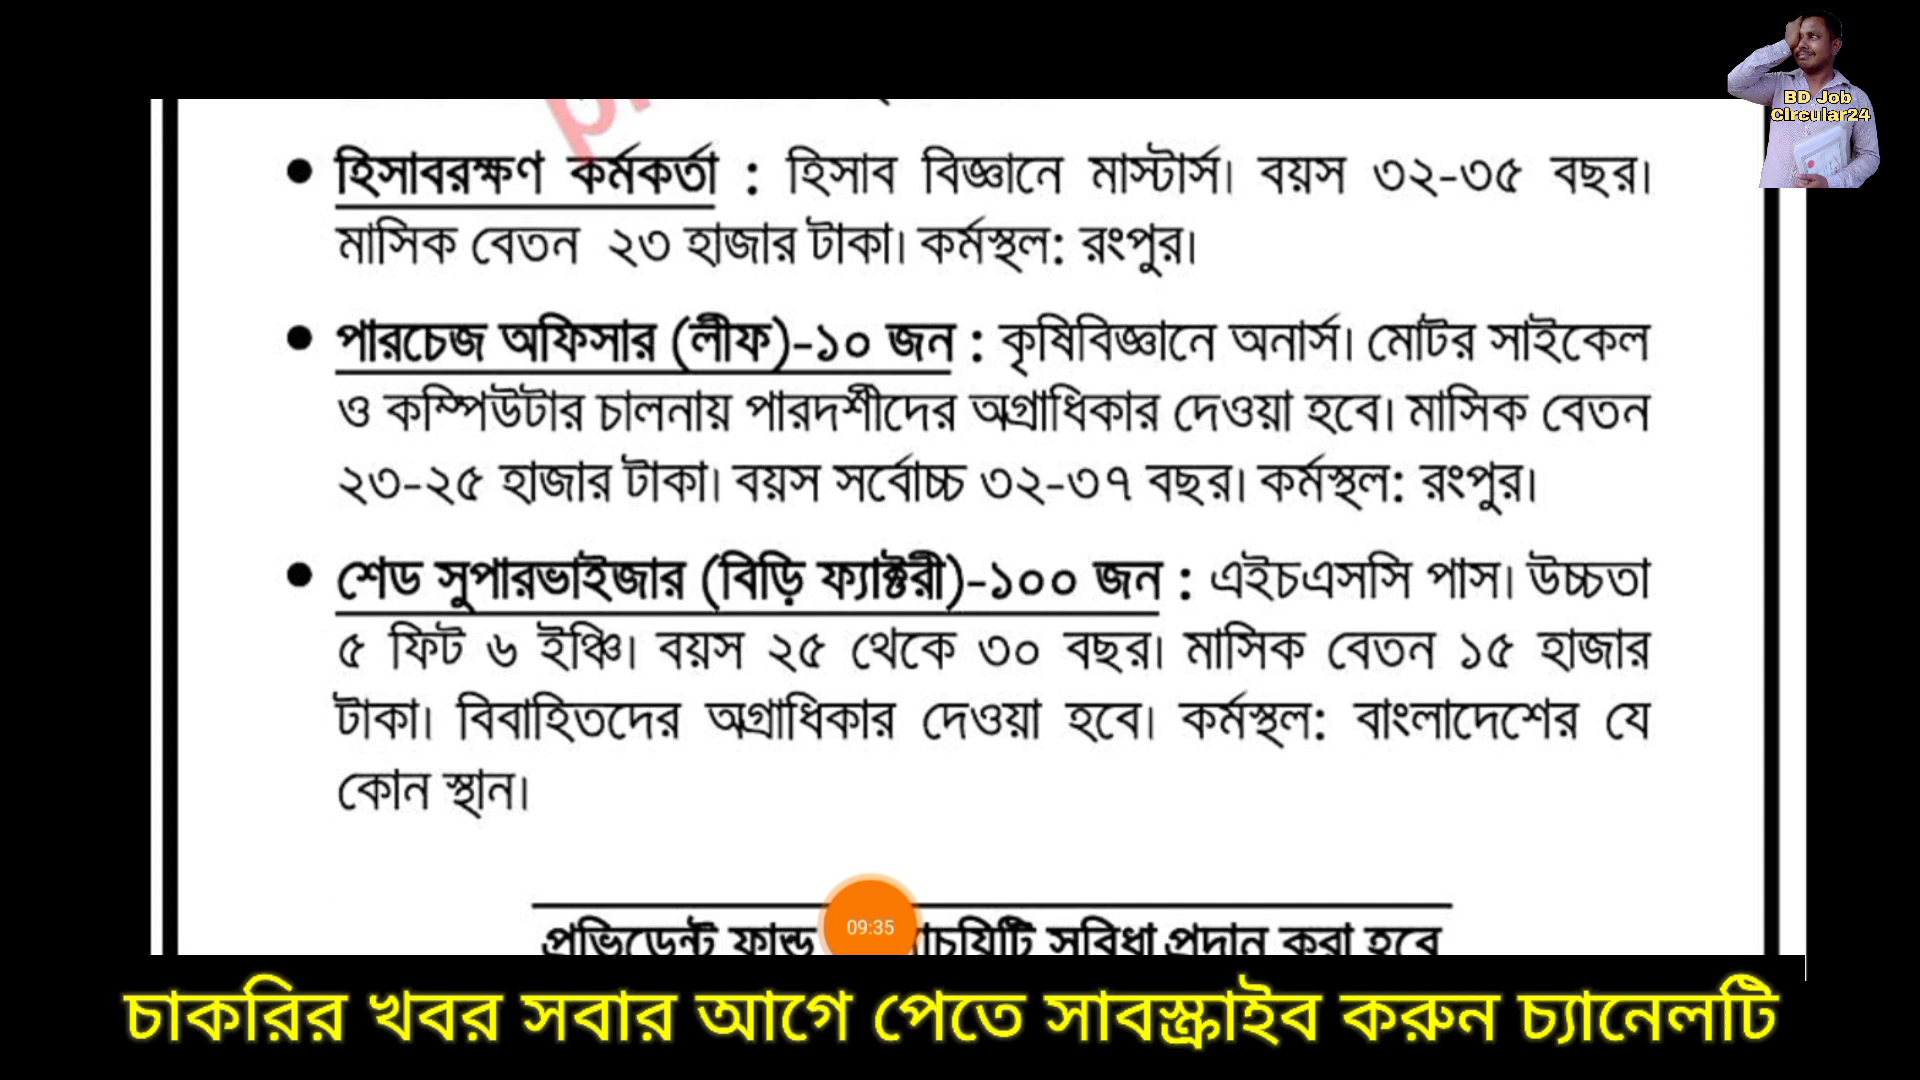 BD Job
Circular24
• হিসাবরক্ষণ কর্মকর্তা : হিসাব বিজ্ঞানে মাস্টার্স। বয়স ৩২-৩৫ বছর।
মাসিক বেতন ২৩ হাজার টাকা। কর্মস্থল: রংপুর।
• পারচেজ অফিসার (লীফ)-১০ জন : কৃষিবিজ্ঞানে অনার্স। মোটর সাইকেল
ও কম্পিউটার চালনায় পারদর্শীদের অগ্রাধিকার দেওয়া হবে। মাসিক বেতন
২৩-২৫ হাজার টাকা। বয়স সর্বোচ্চ ৩২-৩৭ বছর। কর্মস্থল: রংপুর।
• শেড সুপারভাইজার (বিড়ি ফ্যাক্টরী)-১০০ জন : এইচএসসি পাস। উচ্চতা
৫ ফিট ৬ ইঞ্চি। বয়স ২৫ থেকে ৩০ বছর। মাসিক বেতন ১৫ হাজার
টাকা। বিবাহিতদের অগ্রাধিকার দেওয়া হবে। কর্মস্থল: বাংলাদেশের যে
কোন স্থান।
প্রভিডেন্ট ফান্ড সুবিধা প্রদান করা হবে
09:35
চাকরির খবর সবার আগে পেতে সাবস্ক্রাইব করুন চ্যানেলটি